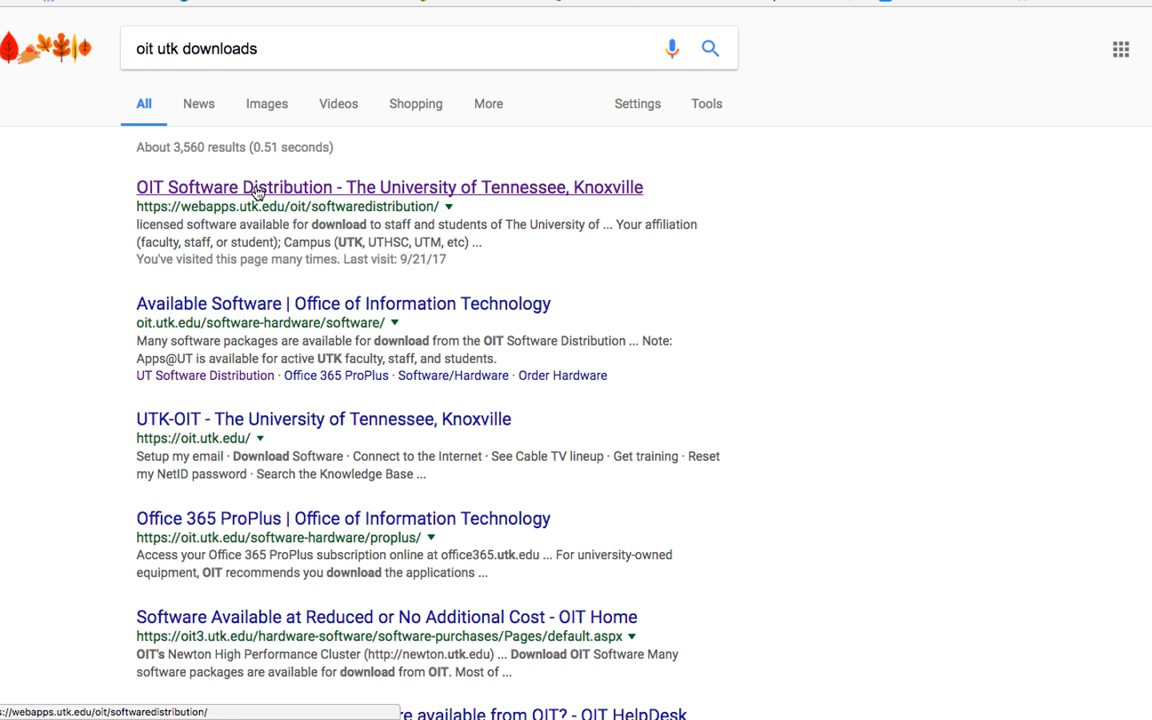 oit utk downloads
All News Images Videos Shopping More Settings Tools
About 3,560 results (0.51 seconds)
OIT Software Distribution - The University of Tennessee, Knoxville
https://webapps.utk.edu/oit/softwaredistribution/
licensed software available for download to staff and students of The University of ... Your affiliation
(faculty, staff, or student); Campus (UTK, UTHSC, UTM, etc) ...
You've visited this page many times. Last visit: 9/21/17
Available Software | Office of Information Technology
oit.utk.edu/software-hardware/software/
Many software packages are available for download from the OIT Software Distribution ... Note:
Apps@UT is available for active UTK faculty, staff, and students.
UT Software Distribution · Office 365 ProPlus · Software/Hardware · Order Hardware
UTK-OIT - The University of Tennessee, Knoxville
https://oit.utk.edu/
Setup my email · Download Software · Connect to the Internet · See Cable TV lineup · Get training · Reset
my NetID password · Search the Knowledge Base ...
Office 365 ProPlus | Office of Information Technology
https://oit.utk.edu/software-hardware/proplus/
Access your Office 365 ProPlus subscription online at office365.utk.edu ... For university-owned
equipment, OIT recommends you download the applications ...
Software Available at Reduced or No Additional Cost - OIT Home
https://oit3.utk.edu/hardware-software/software-purchases/Pages/default.aspx
OIT's Newton High Performance Cluster (http://newton.utk.edu) ... Download OIT Software Many
software packages are available for download from OIT. Most of ...
s://webapps.utk.edu/oit/softwaredistribution/
re available from OIT? - OIT HelpDesk